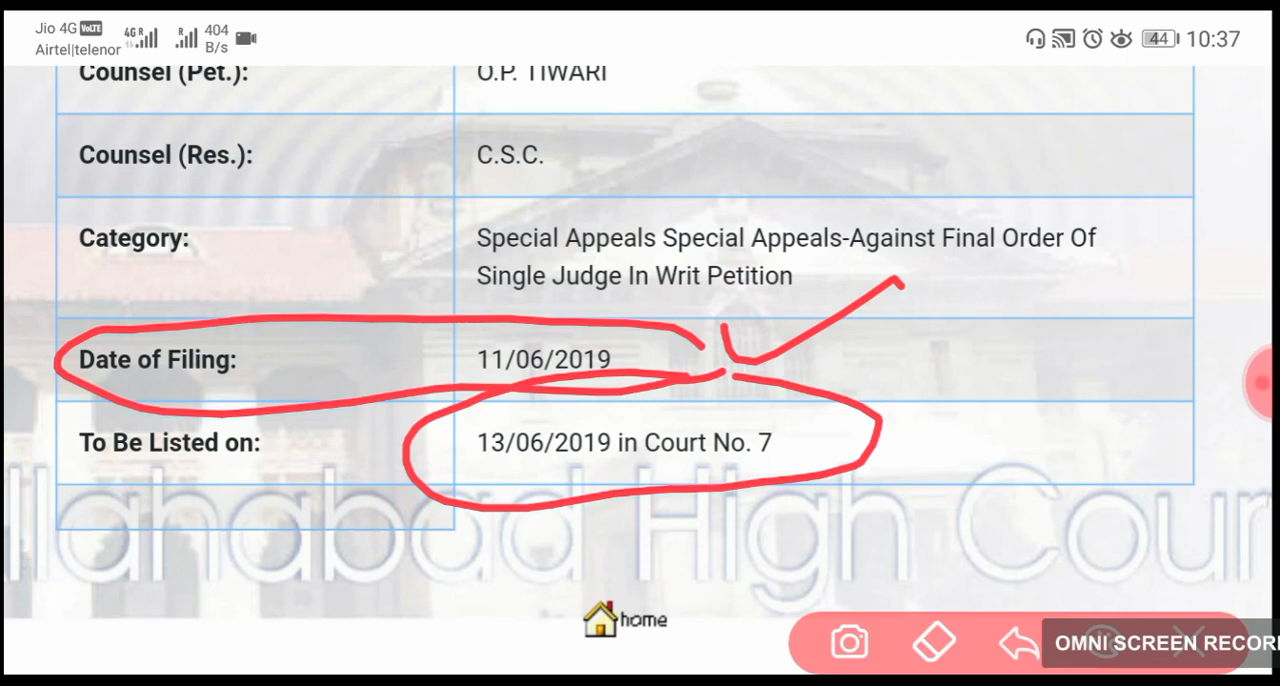 Jio 4G VoLTE 4G R R 404
Airtel|telenor B/s 44 10:37
Counsel (Pet.): O.P. TIWARI
Counsel (Res.): C.S.C.
Category: Special Appeals Special Appeals-Against Final Order Of
Single Judge In Writ Petition
Date of Filing: 11/06/2019
To Be Listed on: 13/06/2019 in Court No. 7
llahabad High Cour
home
OMNI SCREEN RECOR